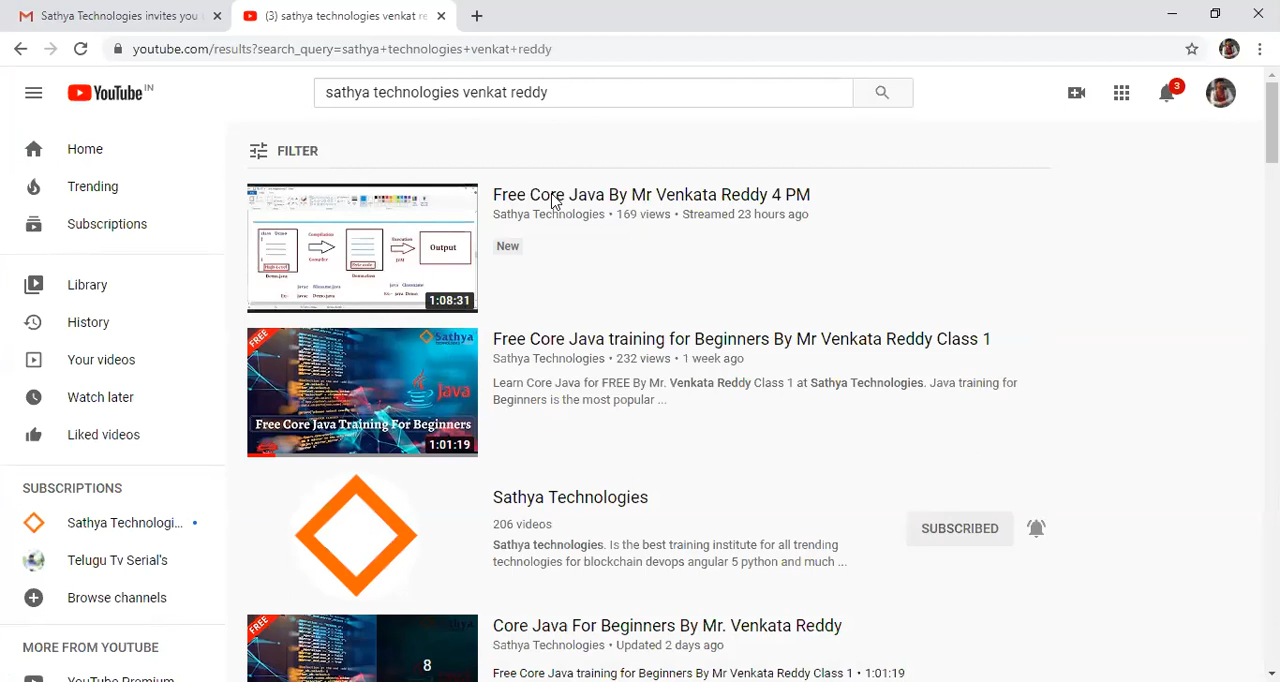 Sathya Technologies invites you
(3) sathya technologies venkat re
youtube.com/results?search_query=sathya+technologies+venkat+reddy
YouTube IN
sathya technologies venkat reddy
3
Home
Trending
Subscriptions
Library
History
Your videos
Watch later
Liked videos
SUBSCRIPTIONS
Sathya Technologi...
Telugu Tv Serial's
Browse channels
MORE FROM YOUTUBE
YouTube Premium
FILTER
Output
1:08:31
Free Core Java By Mr Venkata Reddy 4 PM
Sathya Technologies • 169 views • Streamed 23 hours ago
New
FREE
Sathya
Java
Free Core Java Training For Beginners
1:01:19
Free Core Java training for Beginners By Mr Venkata Reddy Class 1
Sathya Technologies • 232 views • 1 week ago
Learn Core Java for FREE By Mr. Venkata Reddy Class 1 at Sathya Technologies. Java training for
Beginners is the most popular ...
Sathya Technologies
206 videos
Sathya technologies. Is the best training institute for all trending
technologies for blockchain devops angular 5 python and much ...
SUBSCRIBED
FREE
8
Core Java For Beginners By Mr. Venkata Reddy
Sathya Technologies • Updated 2 days ago
Free Core Java training for Beginners By Mr Venkata Reddy Class 1 • 1:01:19